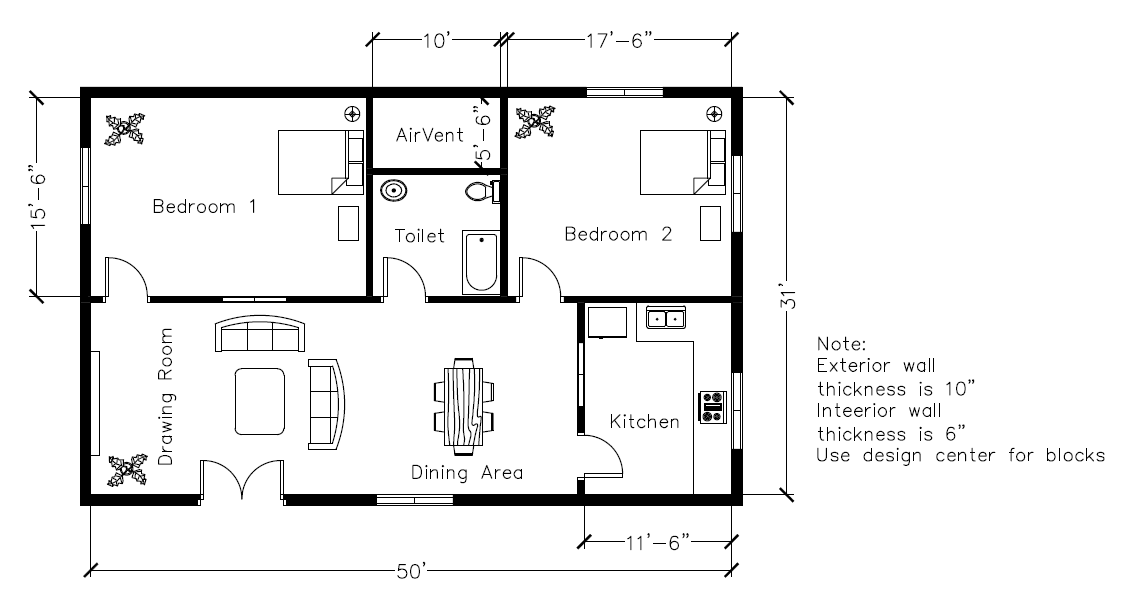 10'
17'-6"
AirVent
5'-6"
15'-6"
Bedroom 1
Toilet
Bedroom 2
31'
Drawing Room
Kitchen
Dining Area
Note:
Exterior wall
thickness is 10"
Inteerior wall
thickness is 6"
Use design center for blocks
11'-6"
50'